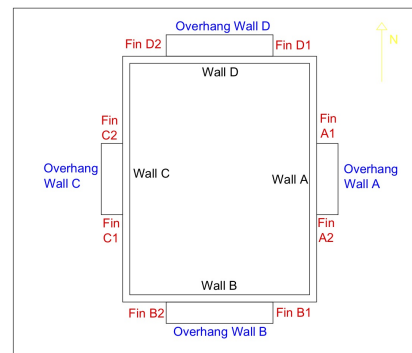 Overhang Wall D
Fin D2
Fin D1
N
Wall D
Fin
C2
Fin
A1
Overhang
Wall C
Wall C
Wall A
Overhang
Wall A
Fin
C1
Fin
A2
Wall B
Fin B2
Fin B1
Overhang Wall B